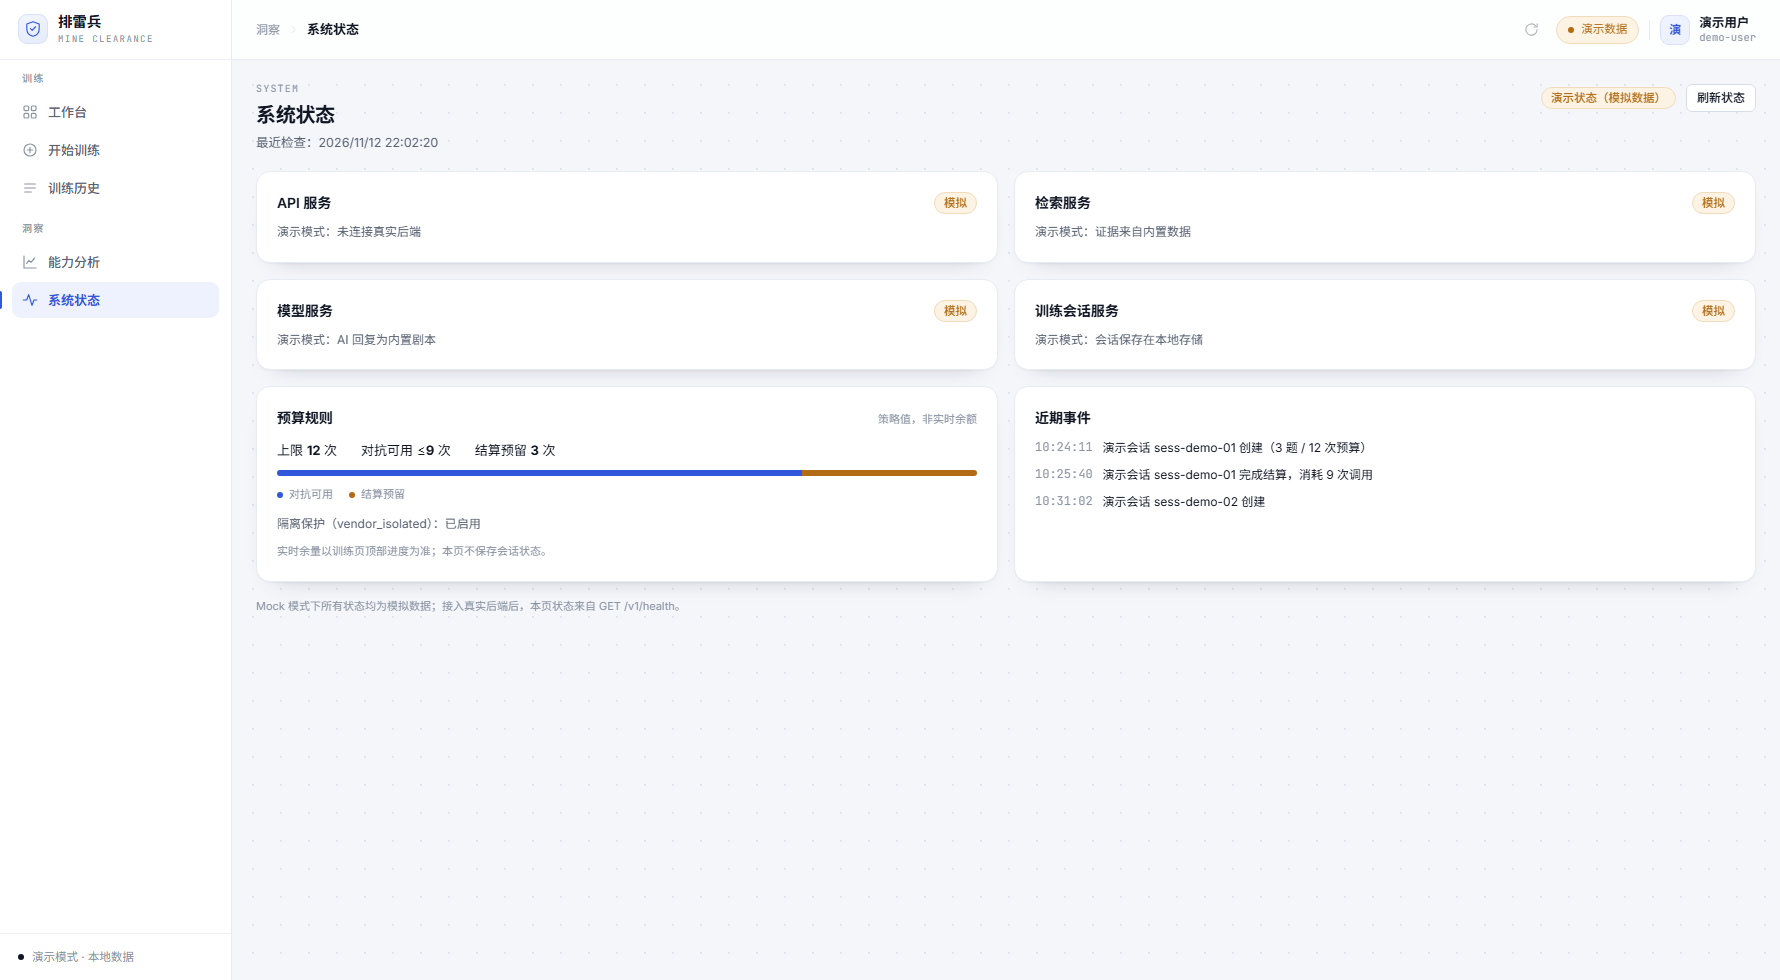 排雷兵
MINE CLEARANCE
训练
工作台
开始训练
训练历史
洞察
能力分析
系统状态
演示模式 · 本地数据
洞察 系统状态
演示数据
演
演示用户
demo-user
SYSTEM
系统状态
最近检查：2026/11/12 22:02:20
演示状态（模拟数据）
刷新状态
API 服务
模拟
演示模式：未连接真实后端
检索服务
模拟
演示模式：证据来自内置数据
模型服务
模拟
演示模式：AI 回复为内置剧本
训练会话服务
模拟
演示模式：会话保存在本地存储
预算规则
策略值，非实时余额
上限 12 次 对抗可用 ≤9 次 结算预留 3 次
对抗可用 结算预留
隔离保护（vendor_isolated）：已启用
实时余量以训练页顶部进度为准；本页不保存会话状态。
近期事件
10:24:11 演示会话 sess-demo-01 创建（3 题 / 12 次预算）
10:25:40 演示会话 sess-demo-01 完成结算，消耗 9 次调用
10:31:02 演示会话 sess-demo-02 创建
Mock 模式下所有状态均为模拟数据；接入真实后端后，本页状态来自 GET /v1/health。